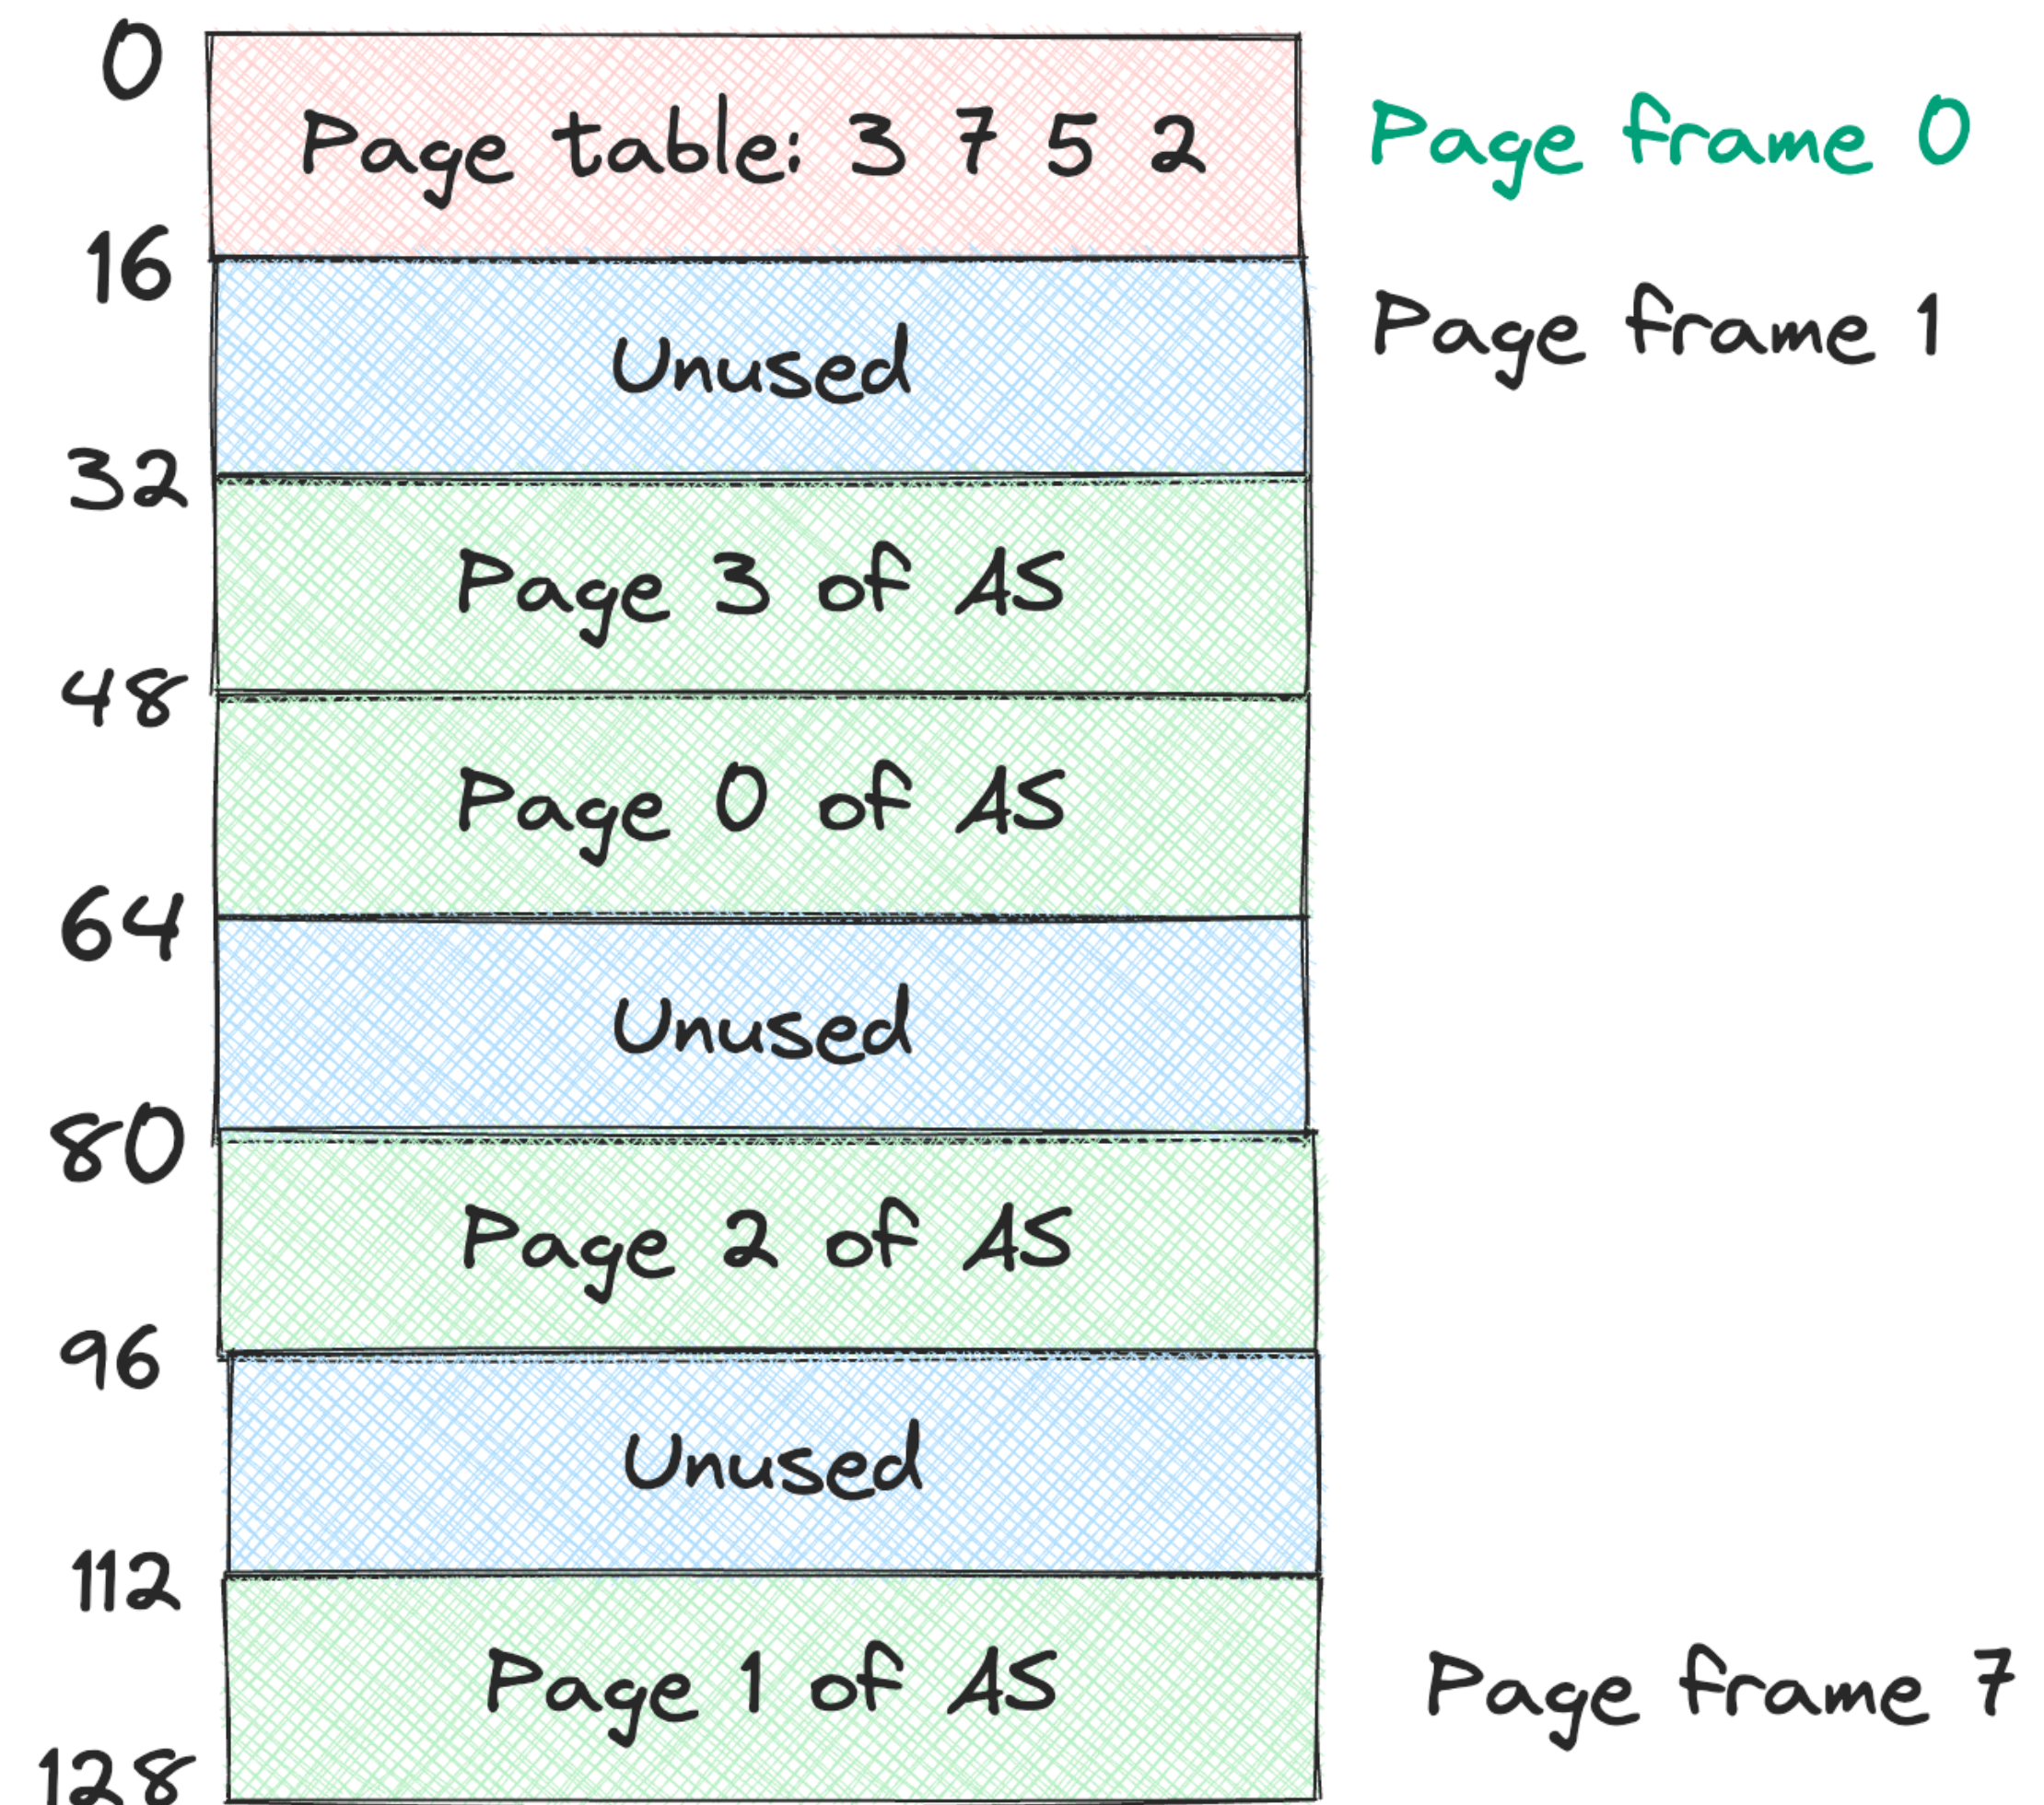 0
Page table: 3 7 5 2
Page frame 0
16
Unused
Page frame 1
32
Page 3 of AS
48
Page 0 of AS
64
Unused
80
Page 2 of AS
96
Unused
112
Page 1 of AS
Page frame 7
128